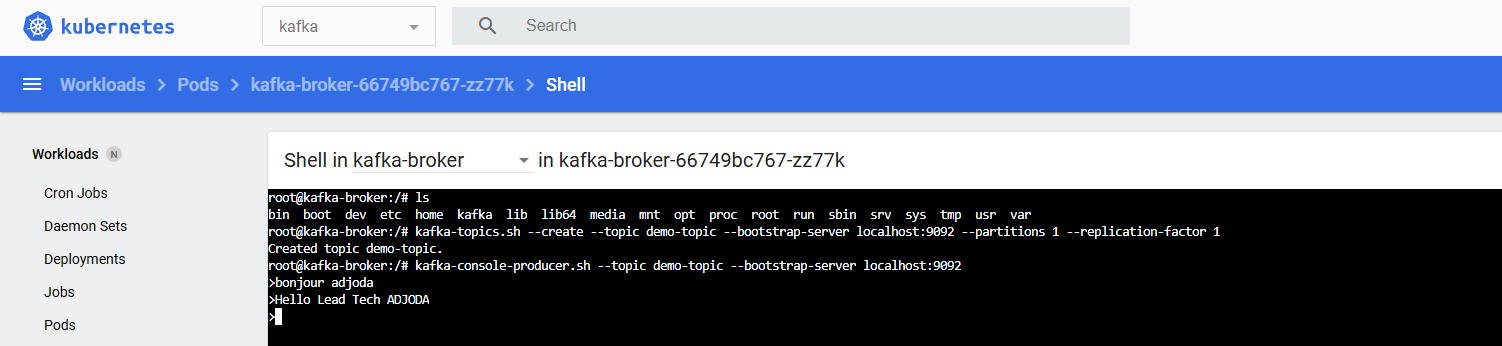 kubernetes kafka Search
Workloads > Pods > kafka-broker-66749bc767-zz77k > Shell
Workloads N
Cron Jobs
Daemon Sets
Deployments
Jobs
Pods
Shell in kafka-broker in kafka-broker-66749bc767-zz77k
root@kafka-broker:/# ls
bin boot dev etc home kafka lib lib64 media mnt opt proc root run sbin srv sys tmp usr var
root@kafka-broker:/# kafka-topics.sh --create --topic demo-topic --bootstrap-server localhost:9092 --partitions 1 --replication-factor 1
Created topic demo-topic.
root@kafka-broker:/# kafka-console-producer.sh --topic demo-topic --bootstrap-server localhost:9092
>bonjour adjoda
>Hello Lead Tech ADJODA
>